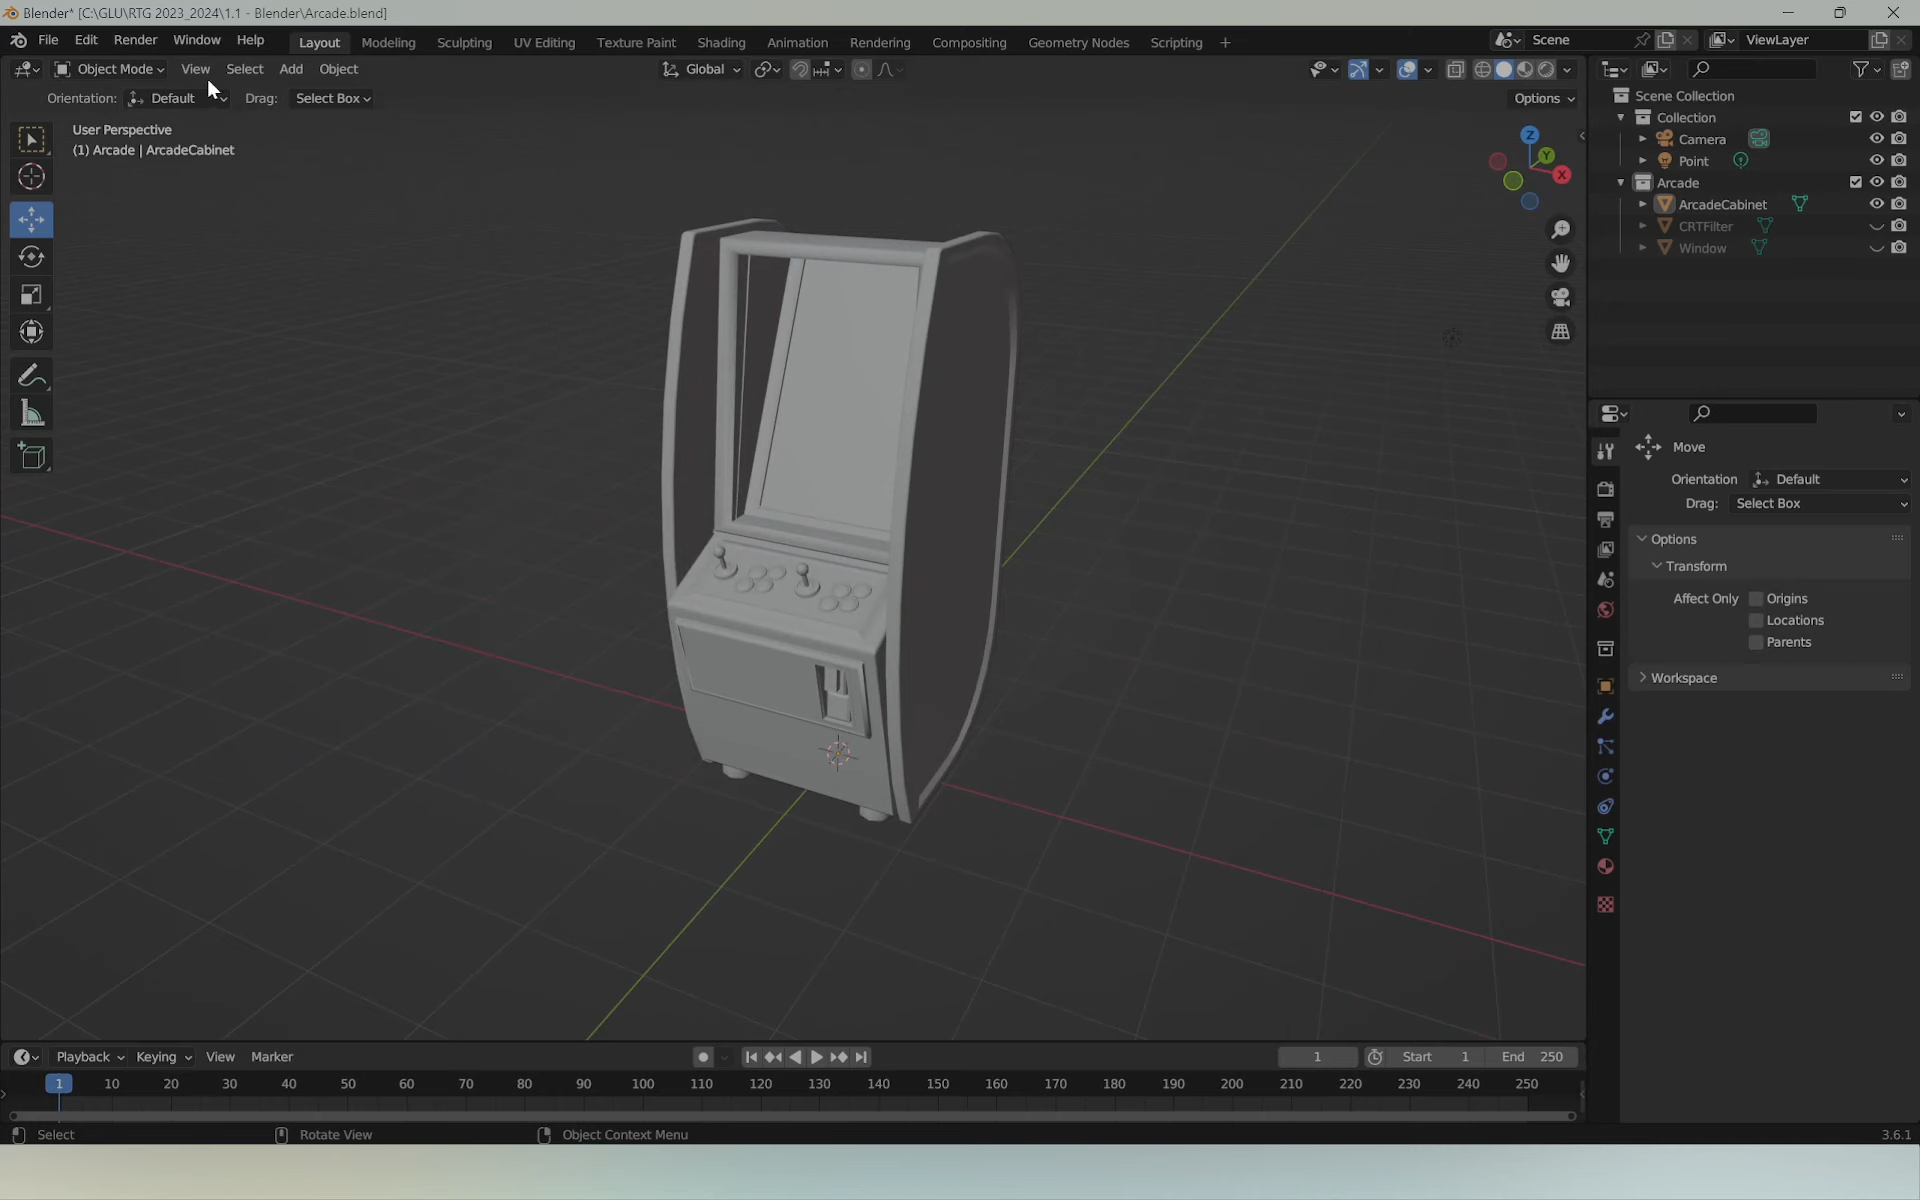 Blender* [C:\GLU\RTG 2023_2024\1.1 - Blender\Arcade.blend]
File Edit Render Window Help Layout Modeling Sculpting UV Editing Texture Paint Shading Animation Rendering Compositing Geometry Nodes Scripting + Scene ViewLayer
Object Mode View Select Add Object Global
Orientation: Default Drag: Select Box Options
User Perspective
(1) Arcade | ArcadeCabinet
Z
Y
X
Scene Collection
Collection
Camera
Point
Arcade
ArcadeCabinet
CRTFilter
Window
Move
Orientation Default
Drag: Select Box
Options
Transform
Affect Only Origins
Locations
Parents
Workspace
Playback Keying View Marker 1 Start 1 End 250
1 10 20 30 40 50 60 70 80 90 100 110 120 130 140 150 160 170 180 190 200 210 220 230 240 250
Select Rotate View Object Context Menu 3.6.1